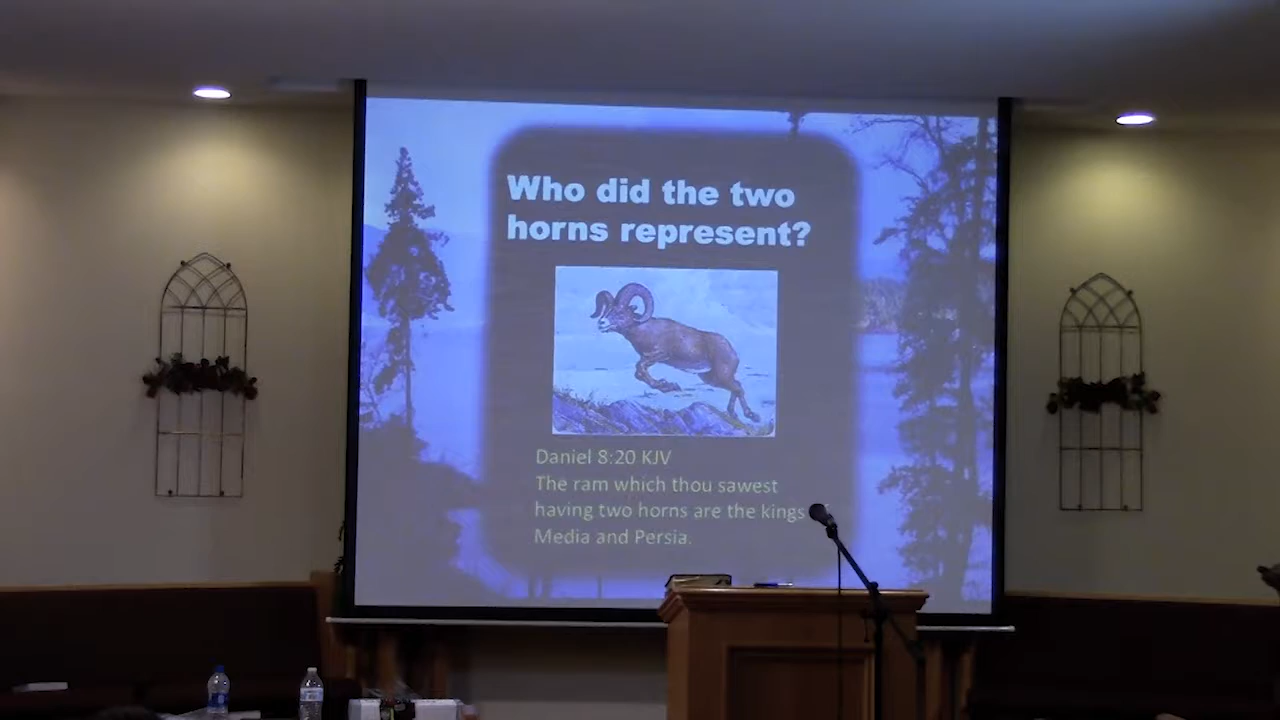 Who did the two
horns represent?
Daniel 8:20 KJV
The ram which thou sawest
having two horns are the kings
Media and Persia.